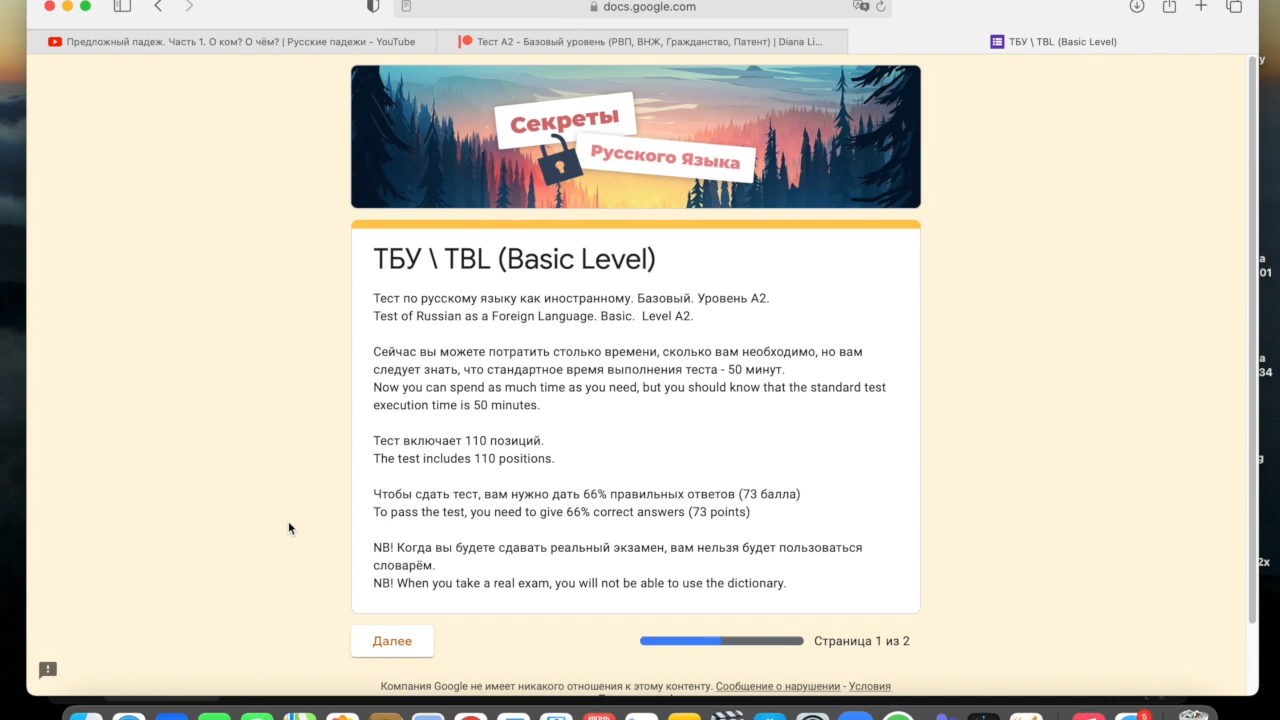 docs.google.com
Предложный падеж. Часть 1. О ком? О чём? | Русские падежи - YouTube
Тест А2 - Базовый уровень (РВП, ВНЖ, Гражданство, Патент) | Diana Li...
ТБУ \ TBL (Basic Level)
Секреты
Русского Языка
ТБУ \ TBL (Basic Level)
Тест по русскому языку как иностранному. Базовый. Уровень А2.
Test of Russian as a Foreign Language. Basic. Level A2.
Сейчас вы можете потратить столько времени, сколько вам необходимо, но вам
следует знать, что стандартное время выполнения теста - 50 минут.
Now you can spend as much time as you need, but you should know that the standard test
execution time is 50 minutes.
Тест включает 110 позиций.
The test includes 110 positions.
Чтобы сдать тест, вам нужно дать 66% правильных ответов (73 балла)
To pass the test, you need to give 66% correct answers (73 points)
NB! Когда вы будете сдавать реальный экзамен, вам нельзя будет пользоваться
словарём.
NB! When you take a real exam, you will not be able to use the dictionary.
Далее
Страница 1 из 2
Компания Google не имеет никакого отношения к этому контенту. Сообщение о нарушении - Условия
ИЮНЬ
5